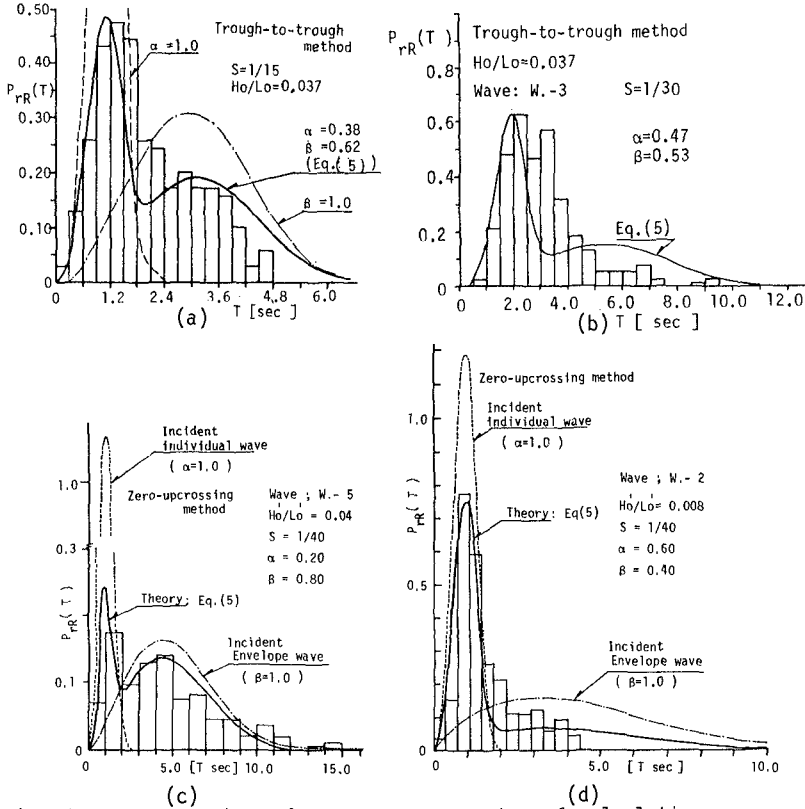 0.50
0.40
P_rR(T)
0.30
0.20
0.10
0
0
1.2
2.4
3.6
4.8
6.0
α=1.0
Trough-to-trough
method
S=1/15
Ho/Lo=0.037
α =0.38
β =0.62
(Eq.(5)
β =1.0
(a)
T [sec]
P_rR(T)
0.8
0.6
0.4
0.2
0
0
2.0
4.0
6.0
8.0
12.0
Trough-to-trough method
Ho/Lo=0.037
Wave: W.-3
S=1/30
α=0.47
β=0.53
Eq.(5)
(b)
T [ sec ]
Incident
individual wave
( α=1.0 )
1.0
Zero-upcrossing
method
Wave ; W.- 5
Ho/Lo = 0.04
S = 1/40
α = 0.20
β = 0.80
0.3
P_rR(T )
Theory: Eq.(5)
Incident
Envelope wave
( β=1.0 )
0.1
0
0
5.0
[T sec]
10.0
15.0
(c)
Zero-upcrossing method
Incident
individual wave
( α=1.0 )
1.0
P_rR( T )
Wave ; W.- 2
Ho/Lo= 0.008
S = 1/40
α = 0.60
β = 0.40
Theory: Eq(5)
0.5
Incident
Envelope wave
( β=1.0 )
0
0
5.0
[T sec]
10.0
(d)